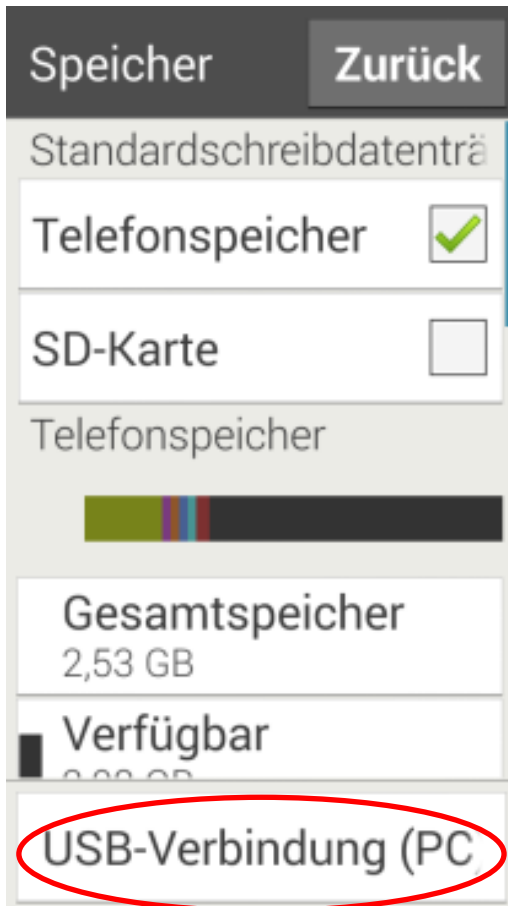 Speicher
Zurück
Standardschreibdatenträ
Telefonspeicher
SD-Karte
Telefonspeicher
Gesamtspeicher
2,53 GB
Verfügbar
USB-Verbindung (PC